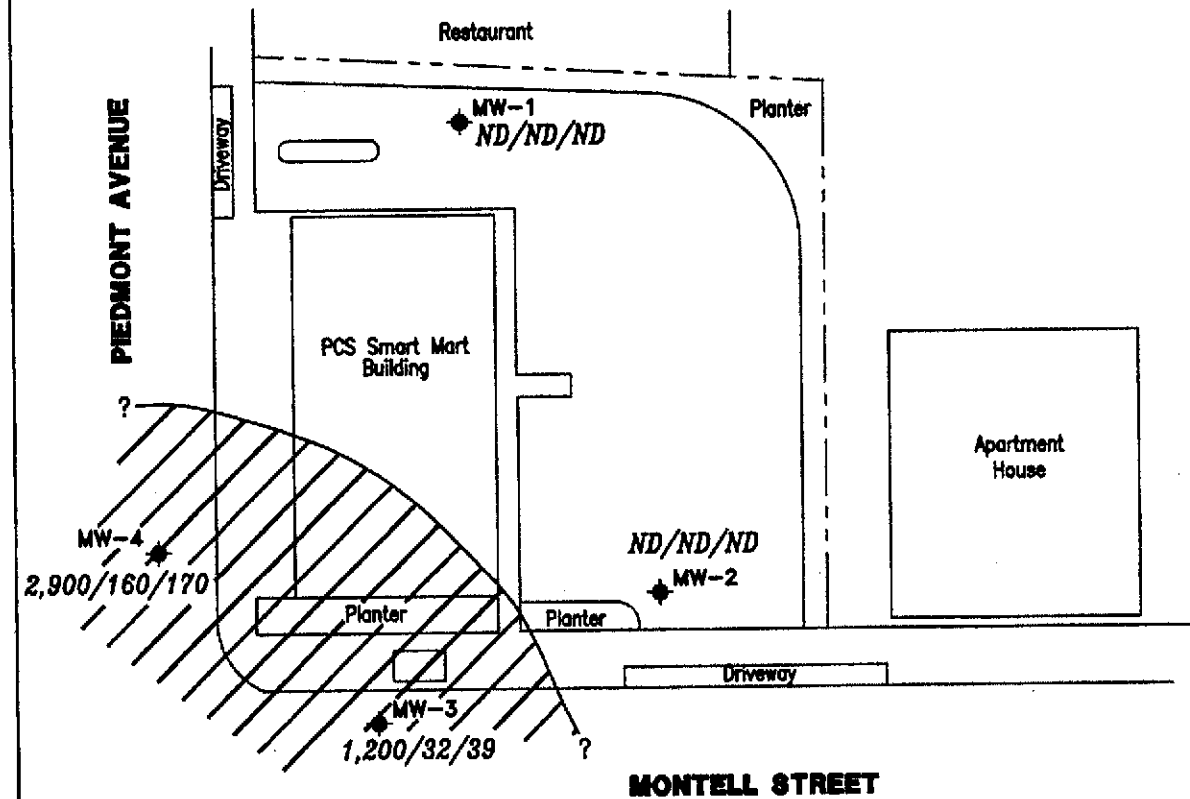 Restaurant
PIEDMONT AVENUE
Driveway
MW-1
ND/ND/ND
Planter
PCS Smart Mart
Building
?
Apartment
House
MW-4
2,900/160/170
ND/ND/ND
MW-2
Planter
Planter
Driveway
MW-3
1,200/32/39
?
MONTELL STREET